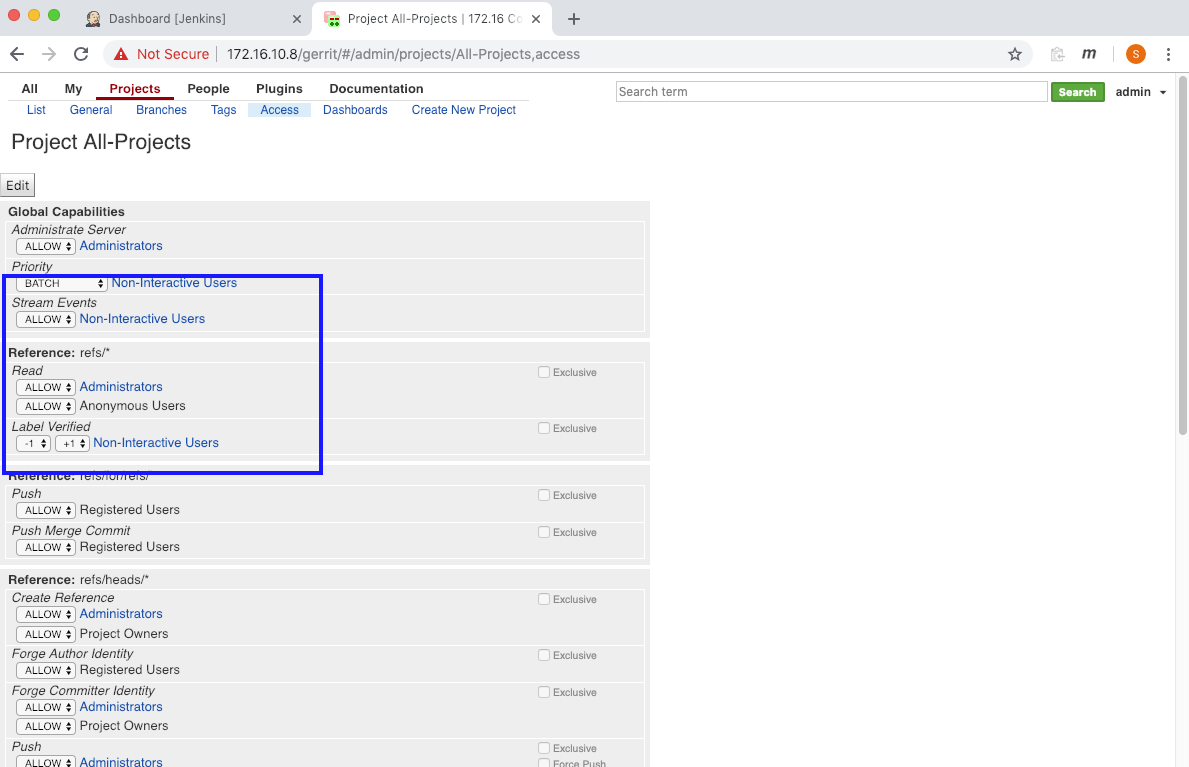 Dashboard [Jenkins]
Project All-Projects | 172.16 Co
Not Secure
172.16.10.8/gerrit/#/admin/projects/All-Projects,access
m
S
All My Projects People Plugins Documentation
Search term
Search
admin
List General Branches Tags Access Dashboards Create New Project
Project All-Projects
Edit
Global Capabilities
Administrate Server
ALLOW Administrators
Priority
BATCH Non-Interactive Users
Stream Events
ALLOW Non-Interactive Users
Reference: refs/*
Read Exclusive
ALLOW Administrators
ALLOW Anonymous Users
Label Verified Exclusive
-1 +1 Non-Interactive Users
Reference: refs/for/refs/*
Push Exclusive
ALLOW Registered Users
Push Merge Commit Exclusive
ALLOW Registered Users
Reference: refs/heads/*
Create Reference Exclusive
ALLOW Administrators
ALLOW Project Owners
Forge Author Identity Exclusive
ALLOW Registered Users
Forge Committer Identity Exclusive
ALLOW Administrators
ALLOW Project Owners
Push Exclusive
ALLOW Administrators Force Push